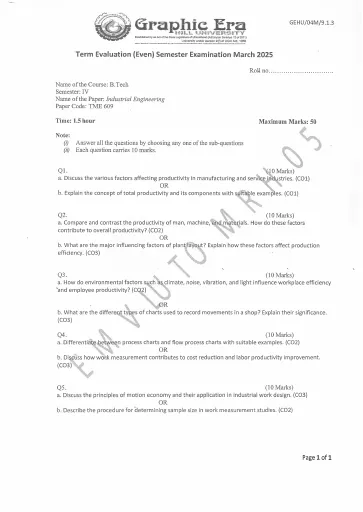 GEHU/04M/9.1.3
Graphic Era
HILL UNIVERSITY
Term Evaluation (Even) Semester Examination March 2025
Roll no..............................
Name of the Course: B.Tech
Semester: IV
Name of the Paper: Industrial Engineering
Paper Code: TME 609
Time: 1.5 hour Maximum Marks: 50
Note:
(i) Answer all the questions by choosing any one of the sub-questions
(ii) Each question carries 10 marks.
Q1. (10 Marks)
a. Discuss the various factors affecting productivity in manufacturing and service industries. (CO1)
OR
b. Explain the concept of total productivity and its components with suitable examples. (CO1)
Q2. (10 Marks)
a. Compare and contrast the productivity of man, machine, and materials. How do these factors
contribute to overall productivity? (CO2)
OR
b. What are the major influencing factors of plant layout? Explain how these factors affect production
efficiency. (CO3)
Q3. (10 Marks)
a. How do environmental factors such as climate, noise, vibration, and light influence workplace efficiency
and employee productivity? (CO2)
OR
b. What are the different types of charts used to record movements in a shop? Explain their significance.
(CO3)
Q4. (10 Marks)
a. Differentiate between process charts and flow process charts with suitable examples. (CO2)
OR
b. Discuss how work measurement contributes to cost reduction and labor productivity improvement.
(CO3)
Q5. (10 Marks)
a. Discuss the principles of motion economy and their application in industrial work design. (CO3)
OR
b. Describe the procedure for determining sample size in work measurement studies. (CO2)
Page 1 of 1